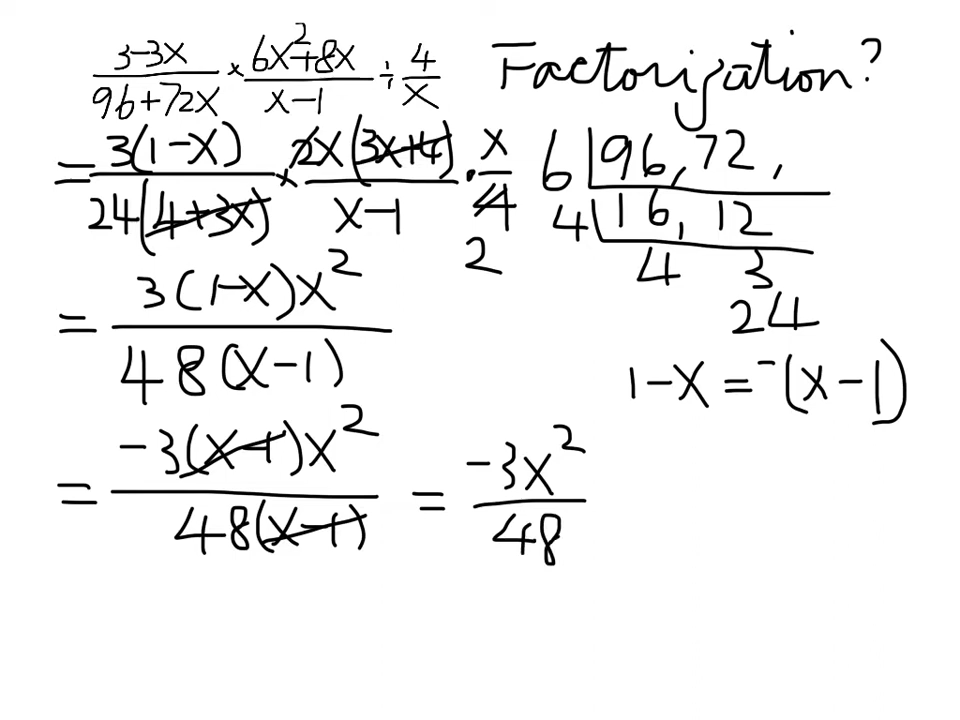 (3-3x)/(96+72x) × (6x²+8x)/(x-1) ÷ 4/x
Factorization?
= 3(1-x)/24(4+3x) × 2x(3x+4)/(x-1) · x/4
2
6 | 96, 72,
4 | 16, 12
4 3
24
= 3(1-x)x²/48(x-1)
1-x = -(x-1)
= -3(x-1)x²/48(x-1) = -3x²/48